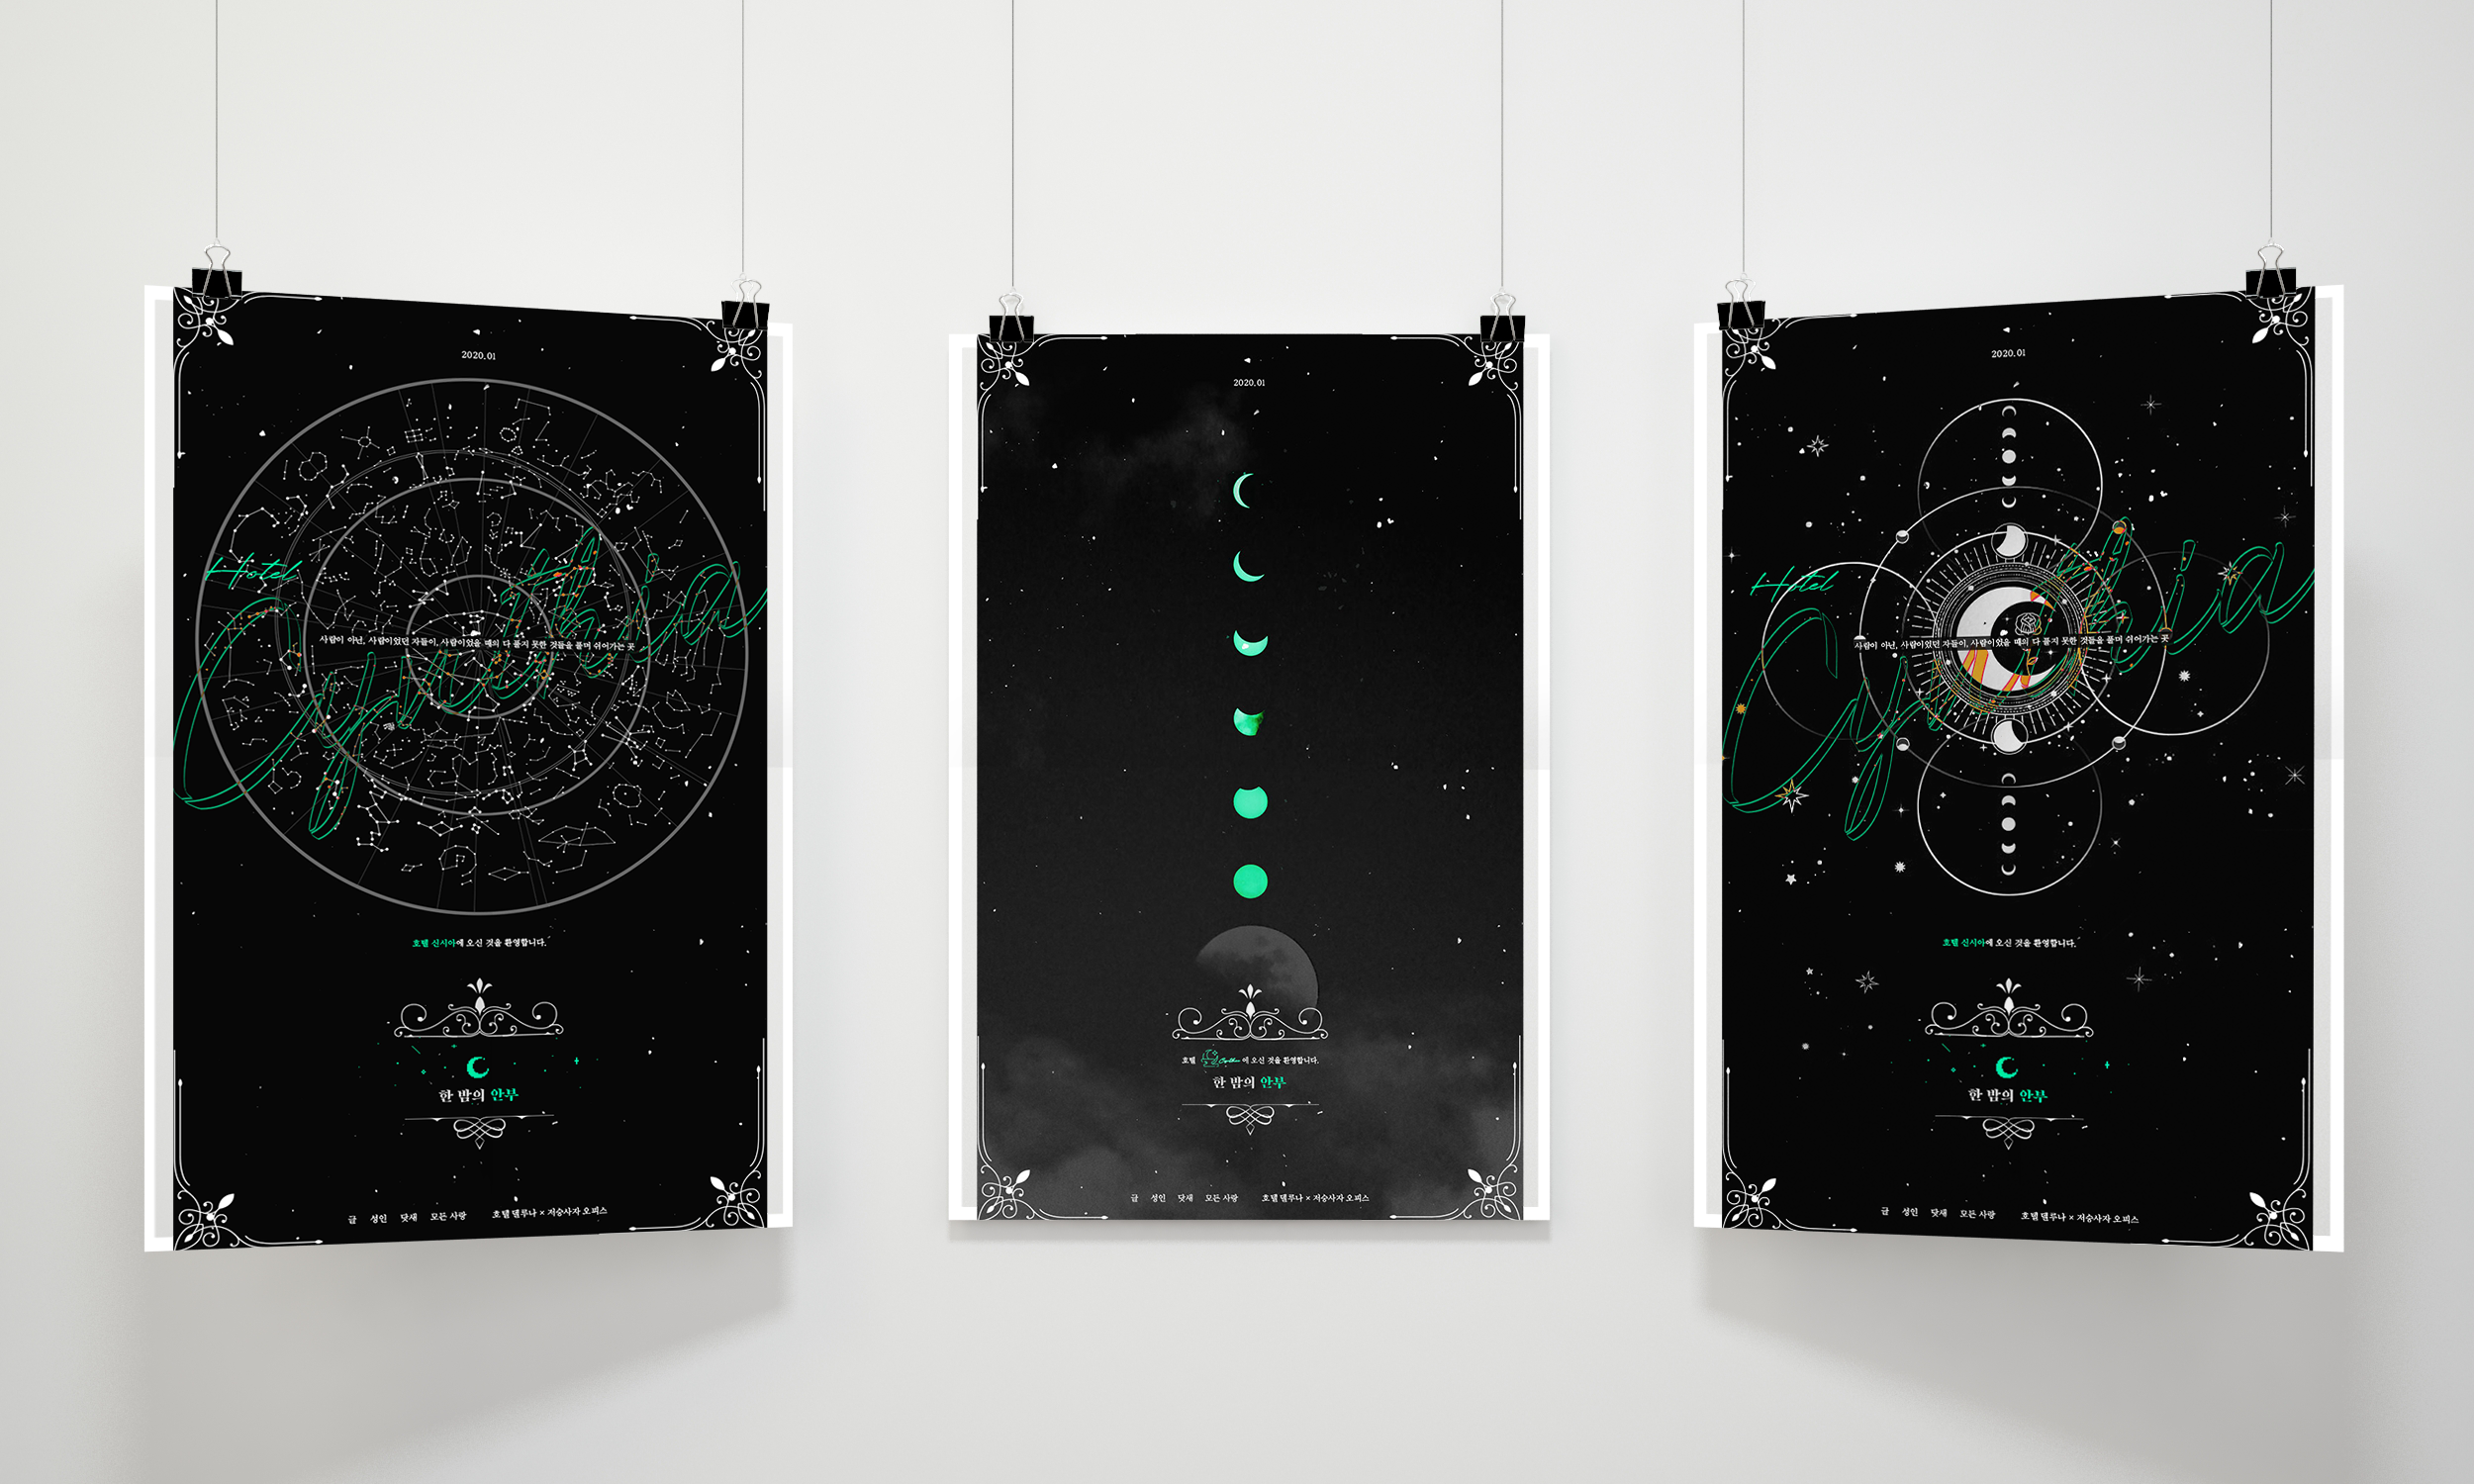 2020.01
Hotel
Cynthia
사람이 아닌, 사람이었던 자들이, 사람이었을 때의 다 풀지 못한 것들을 풀며 쉬어가는 곳
호텔 신시아에 오신 것을 환영합니다.
한 밤의 안부
글 성인 닻새 모든 사랑 호텔 델루나 × 저승사자 오피스
2020.01
호텔 Cynthia 에 오신 것을 환영합니다.
한 밤의 안부
글 성인 닻새 모든 사랑 호텔 델루나 × 저승사자 오피스
2020.01
Hotel
Cynthia
사람이 아닌, 사람이었던 자들이, 사람이었을 때의 다 풀지 못한 것들을 풀며 쉬어가는 곳
호텔 신시아에 오신 것을 환영합니다.
한 밤의 안부
글 성인 닻새 모든 사랑 호텔 델루나 × 저승사자 오피스